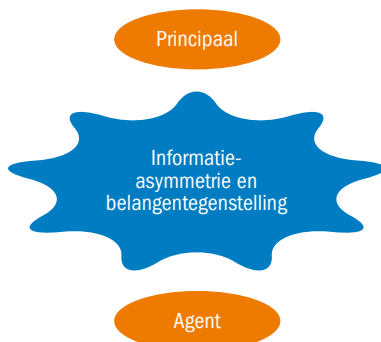 Principaal
Informatie-
asymmetrie en
belangentegenstelling
Agent